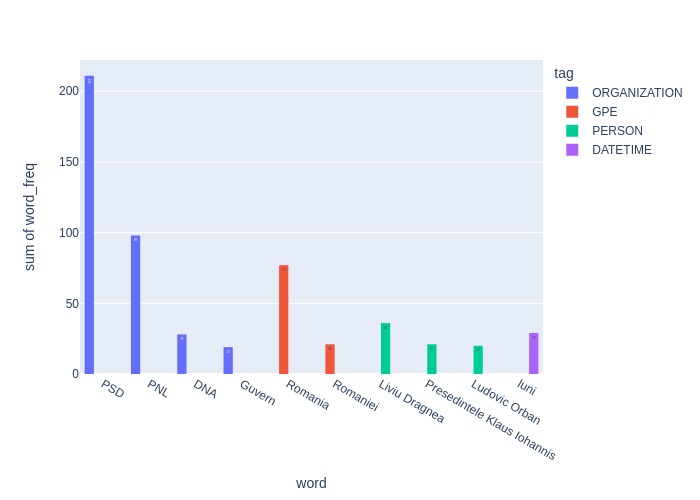 tag
ORGANIZATION
GPE
PERSON
DATETIME
sum of word_freq
200
150
100
50
0
PSD
PNL
DNA
Guvern
Romania
Romaniei
Liviu Dragnea
Presedintele Klaus Iohannis
Ludovic Orban
word